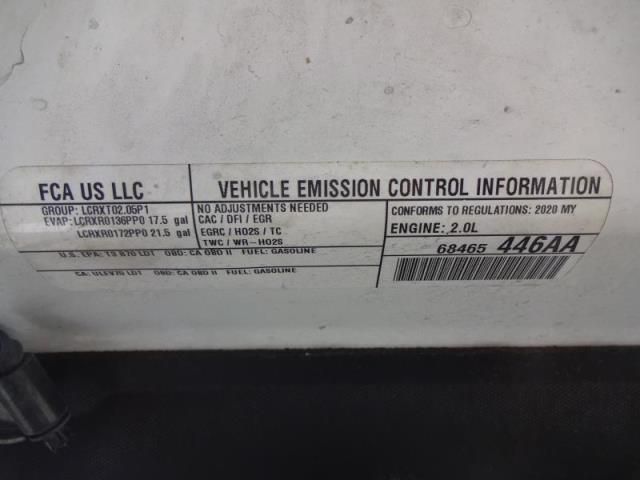 FCA US LLC
VEHICLE EMISSION CONTROL INFORMATION
GROUP: LCRXT02.05P1
EVAP: LCRXR0136PP0 17.5 gal
LCRXR0172PP0 21.5 gal
NO ADJUSTMENTS NEEDED
CAC / DFI / EGR
EGRC / HO2S / TC
TWC / WR-HO2S
CONFORMS TO REGULATIONS: 2020 MY
ENGINE: 2.0L
68465 446AA
U.S. EPA: T3 B70 LDT OBD: CA OBD II FUEL: GASOLINE
CA: ULEV70 LDT OBD: CA OBD II FUEL: GASOLINE